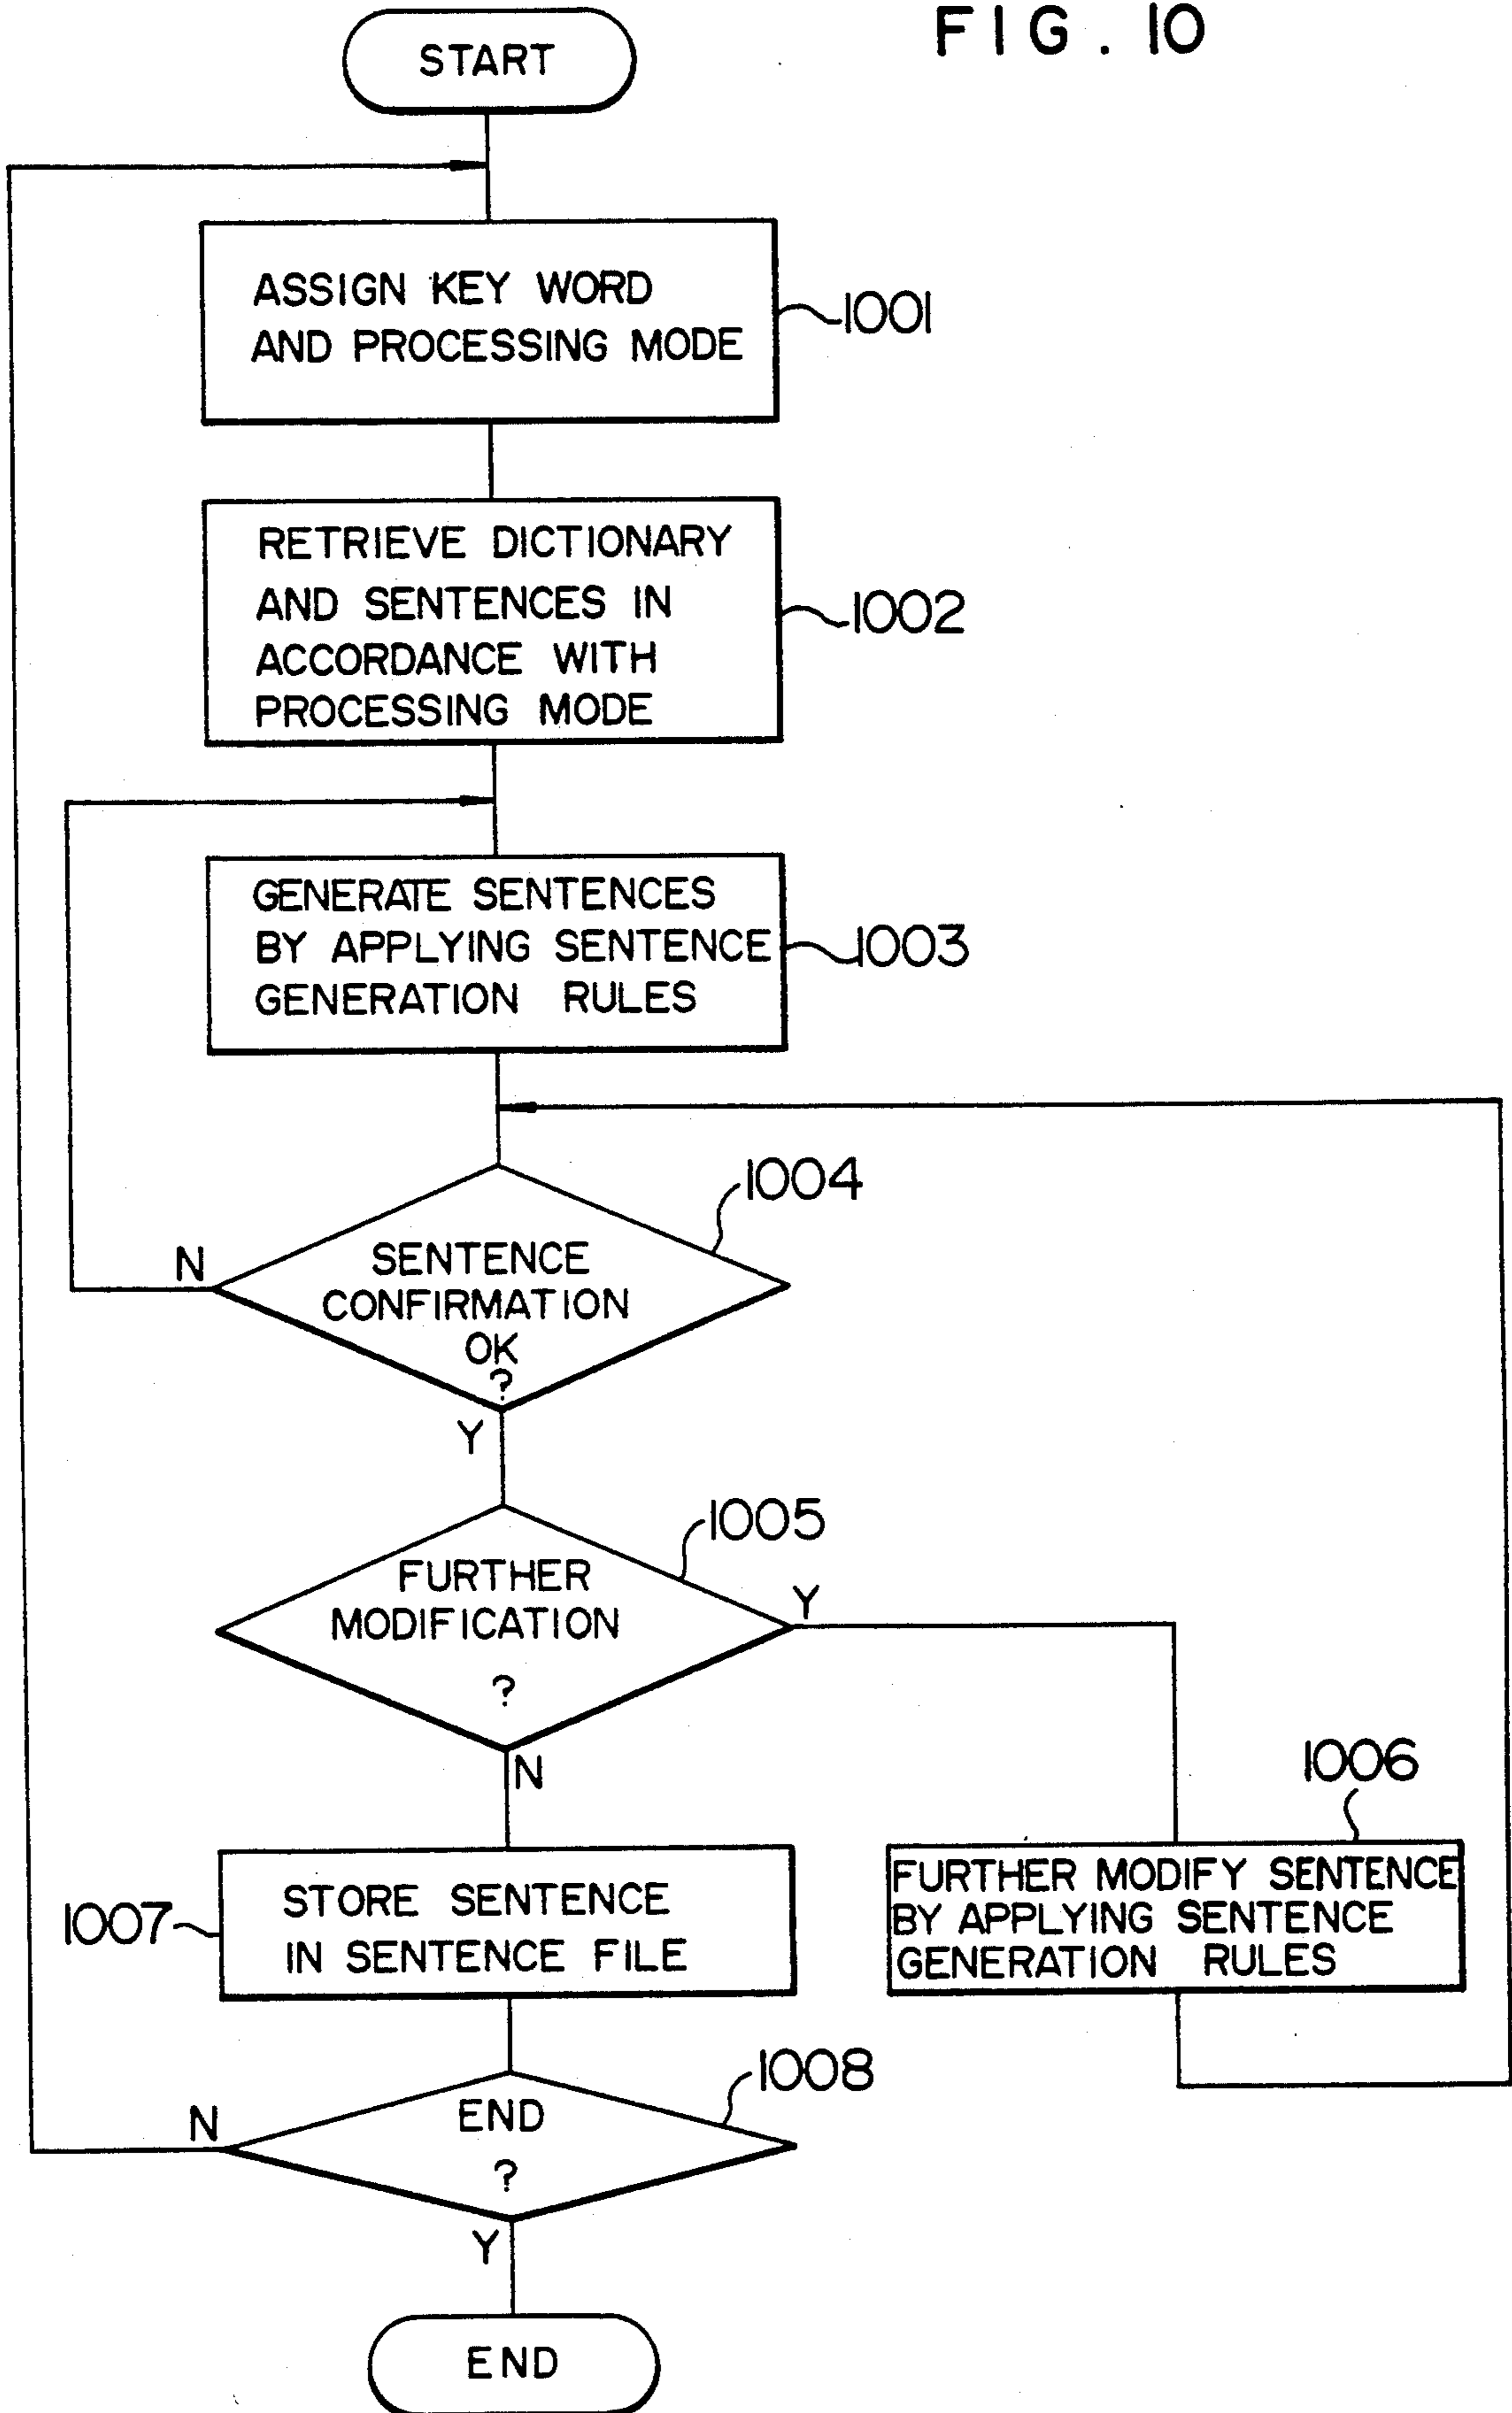 FIG. 10
START
ASSIGN KEY WORD
AND PROCESSING MODE
1001
RETRIEVE DICTIONARY
AND SENTENCES IN
ACCORDANCE WITH
PROCESSING MODE
1002
GENERATE SENTENCES
BY APPLYING SENTENCE
GENERATION RULES
1003
1004
N
SENTENCE
CONFIRMATION
OK
?
Y
1005
FURTHER
MODIFICATION
?
Y
N
1006
FURTHER MODIFY SENTENCE
BY APPLYING SENTENCE
GENERATION RULES
1007
STORE SENTENCE
IN SENTENCE FILE
1008
N
END
?
Y
END